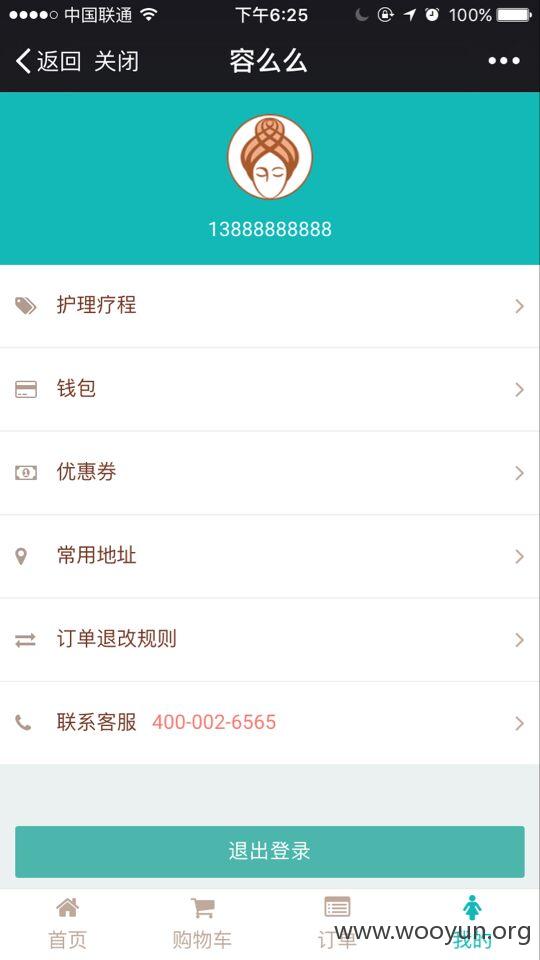 中国联通 下午6:25 100%
返回 关闭 容么么
13888888888
护理疗程
钱包
优惠券
常用地址
订单退改规则
联系客服 400-002-6565
退出登录
首页 购物车 订单 我的
www.wooyun.org